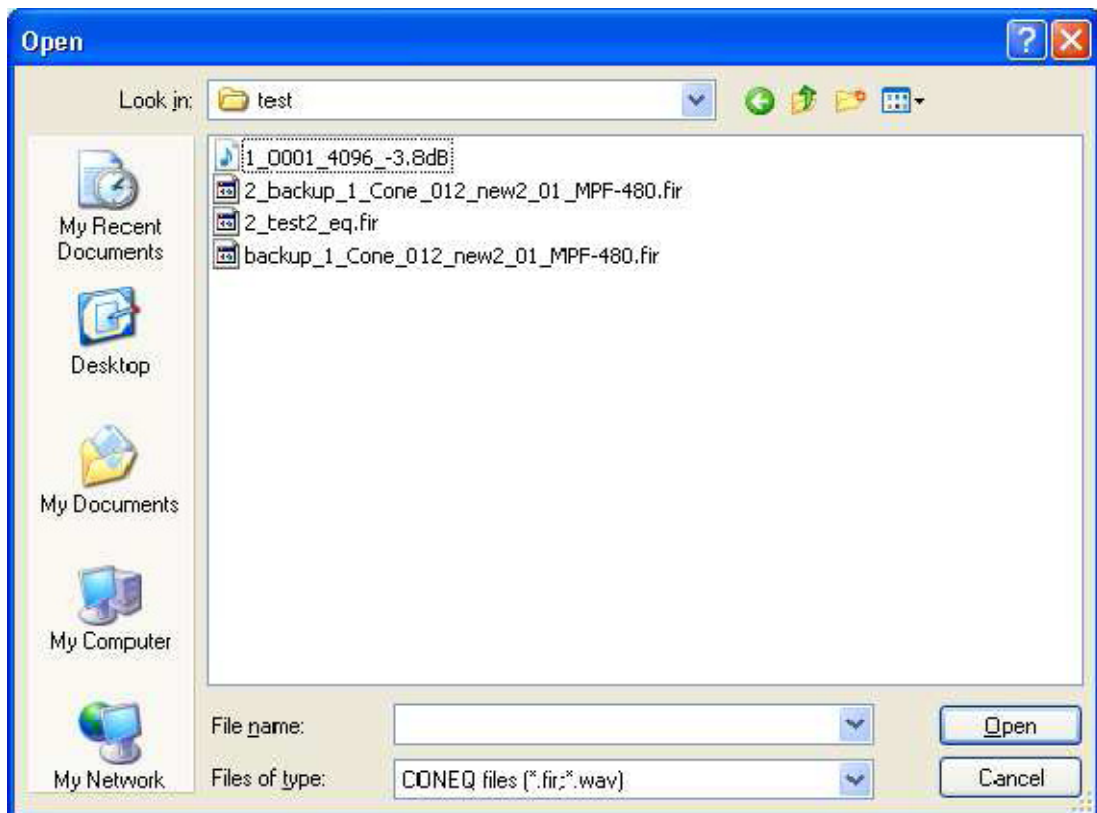 Open
Look in: test
1_0001_4096_-3.8dB
2_backup_1_Cone_012_new2_01_MPF-480.fir
2_test2_eq.fir
backup_1_Cone_012_new2_01_MPF-480.fir
My Recent
Documents
Desktop
My Documents
My Computer
My Network
File name:
Open
Files of type: CONEQ files (*.fir;*.wav)
Cancel